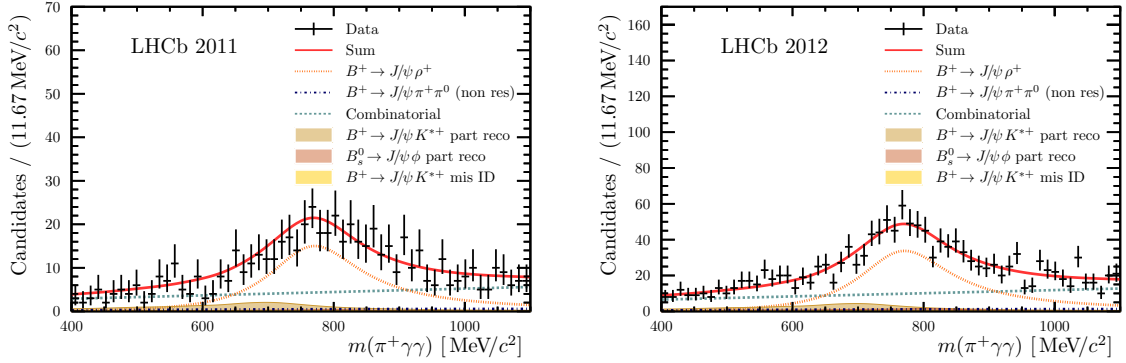 Candidates / (11.67 MeV/c²)
70
60
50
40
30
20
10
0
LHCb 2011
Data
Sum
B⁺ → J/ψ ρ⁺
B⁺ → J/ψ π⁺π⁰ (non res)
Combinatorial
B⁺ → J/ψ K*⁺ part reco
B⁰ₛ → J/ψ ϕ part reco
B⁺ → J/ψ K*⁺ mis ID
400 600 800 1000
m(π⁺γγ) [MeV/c²]
Candidates / (11.67 MeV/c²)
160
140
120
100
80
60
40
20
0
LHCb 2012
Data
Sum
B⁺ → J/ψ ρ⁺
B⁺ → J/ψ π⁺π⁰ (non res)
Combinatorial
B⁺ → J/ψ K*⁺ part reco
B⁰ₛ → J/ψ ϕ part reco
B⁺ → J/ψ K*⁺ mis ID
400 600 800 1000
m(π⁺γγ) [MeV/c²]